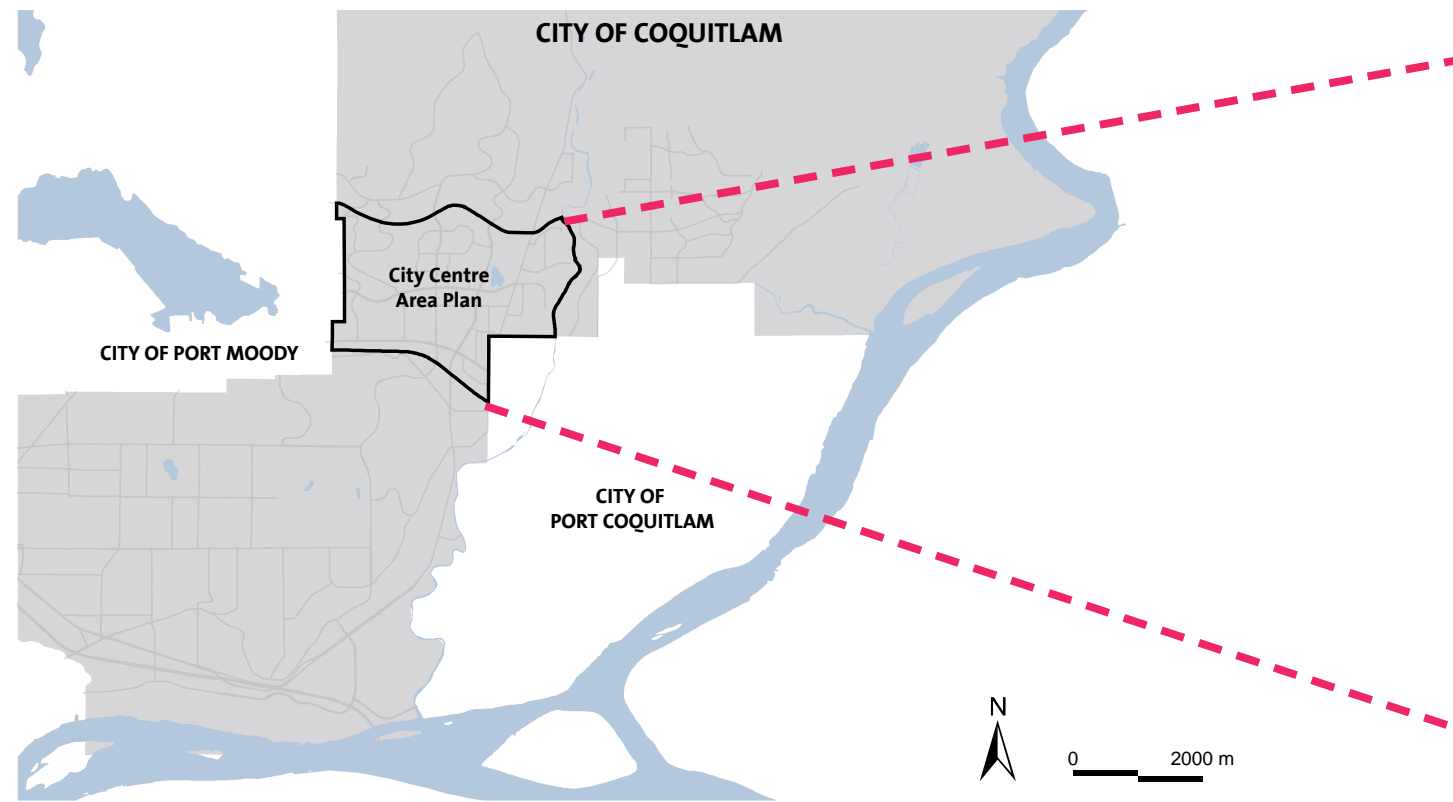 CITY OF COQUITLAM
City Centre
Area Plan
CITY OF PORT MOODY
CITY OF
PORT COQUITLAM
N
0 2000 m